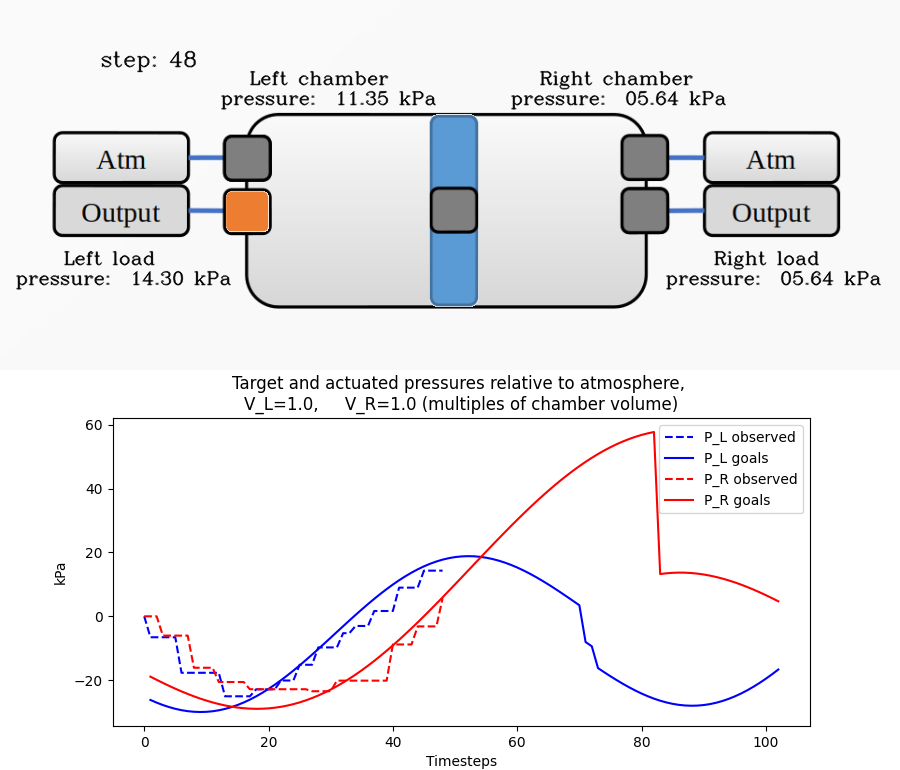 step: 48
Left chamber
pressure: 11.35 kPa
Right chamber
pressure: 05.64 kPa
Atm
Output
Atm
Output
Left load
pressure: 14.30 kPa
Right load
pressure: 05.64 kPa
Target and actuated pressures relative to atmosphere,
V_L=1.0, V_R=1.0 (multiples of chamber volume)
P_L observed
P_L goals
P_R observed
P_R goals
kPa
60
40
20
0
−20
0 20 40 60 80 100
Timesteps